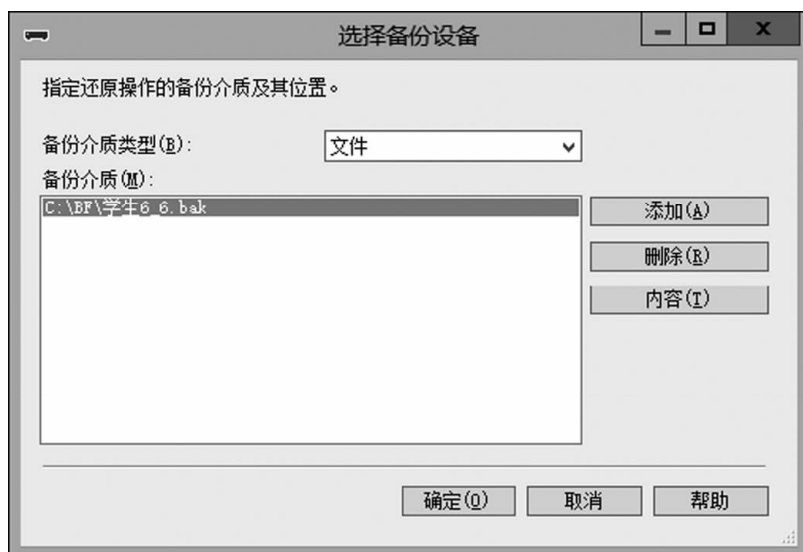 选择备份设备
指定还原操作的备份介质及其位置。
备份介质类型(B):
文件
备份介质(M):
C:\BF\学生6_6.bak
添加(A)
删除(R)
内容(T)
确定(O)
取消
帮助